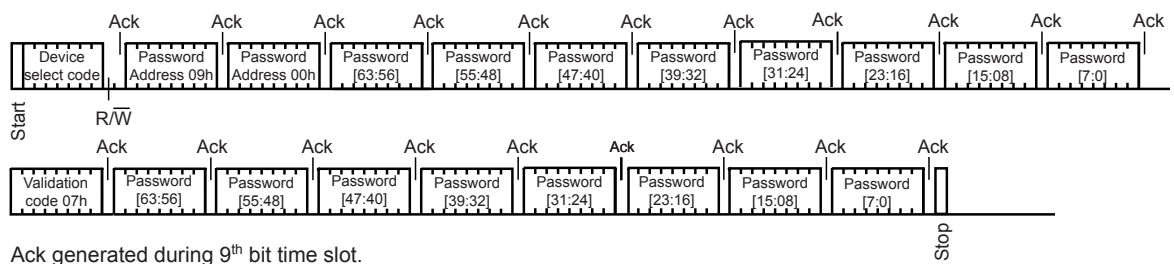 Ack Ack Ack Ack Ack Ack Ack Ack Ack Ack Ack
Device select code
Password Address 09h
Password Address 00h
Password [63:56]
Password [55:48]
Password [47:40]
Password [39:32]
Password [31:24]
Password [23:16]
Password [15:08]
Password [7:0]
Start
R/W̅
Ack Ack Ack Ack Ack Ack Ack Ack Ack
Validation code 07h
Password [63:56]
Password [55:48]
Password [47:40]
Password [39:32]
Password [31:24]
Password [23:16]
Password [15:08]
Password [7:0]
Stop
Ack generated during 9th bit time slot.